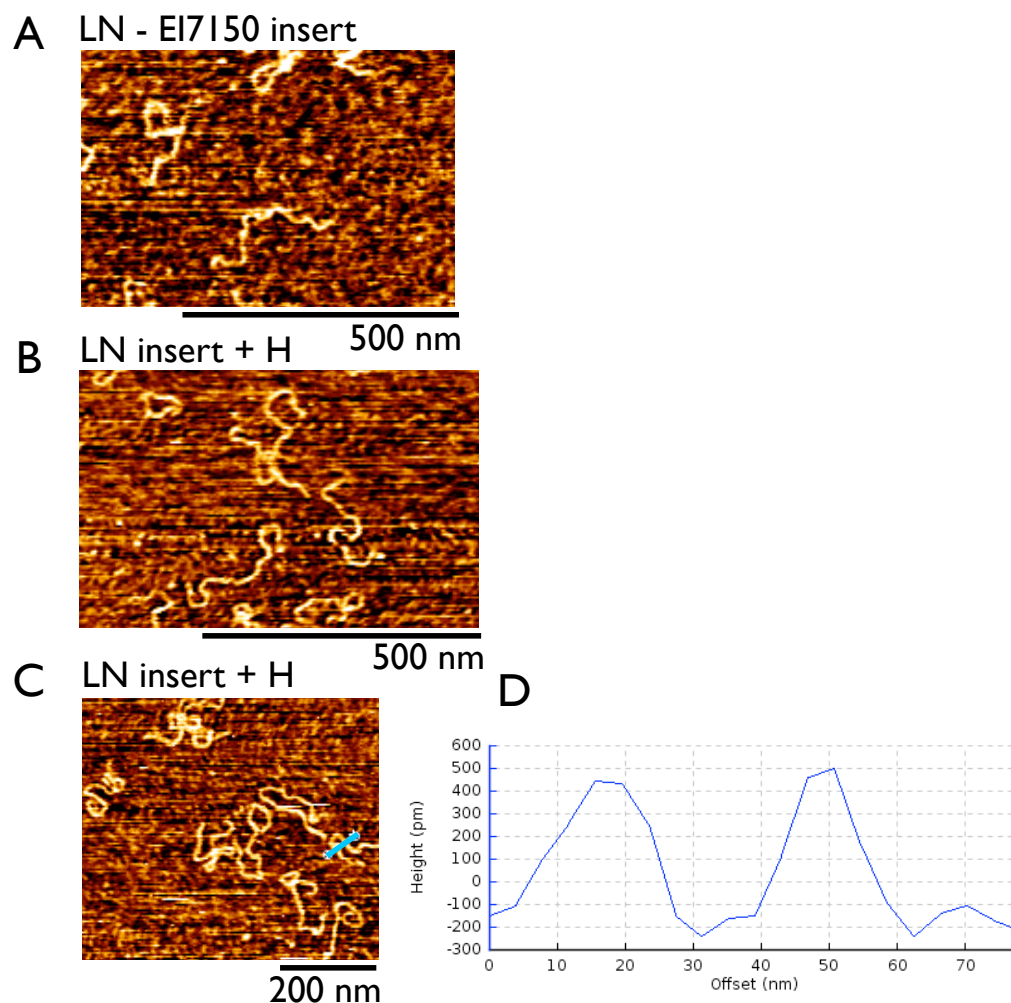 A
LN - EI7150 insert
500 nm
B
LN insert + H
500 nm
C
LN insert + H
200 nm
D
600
500
400
300
200
100
0
-100
-200
-300
Height (pm)
0 10 20 30 40 50 60 70
Offset (nm)